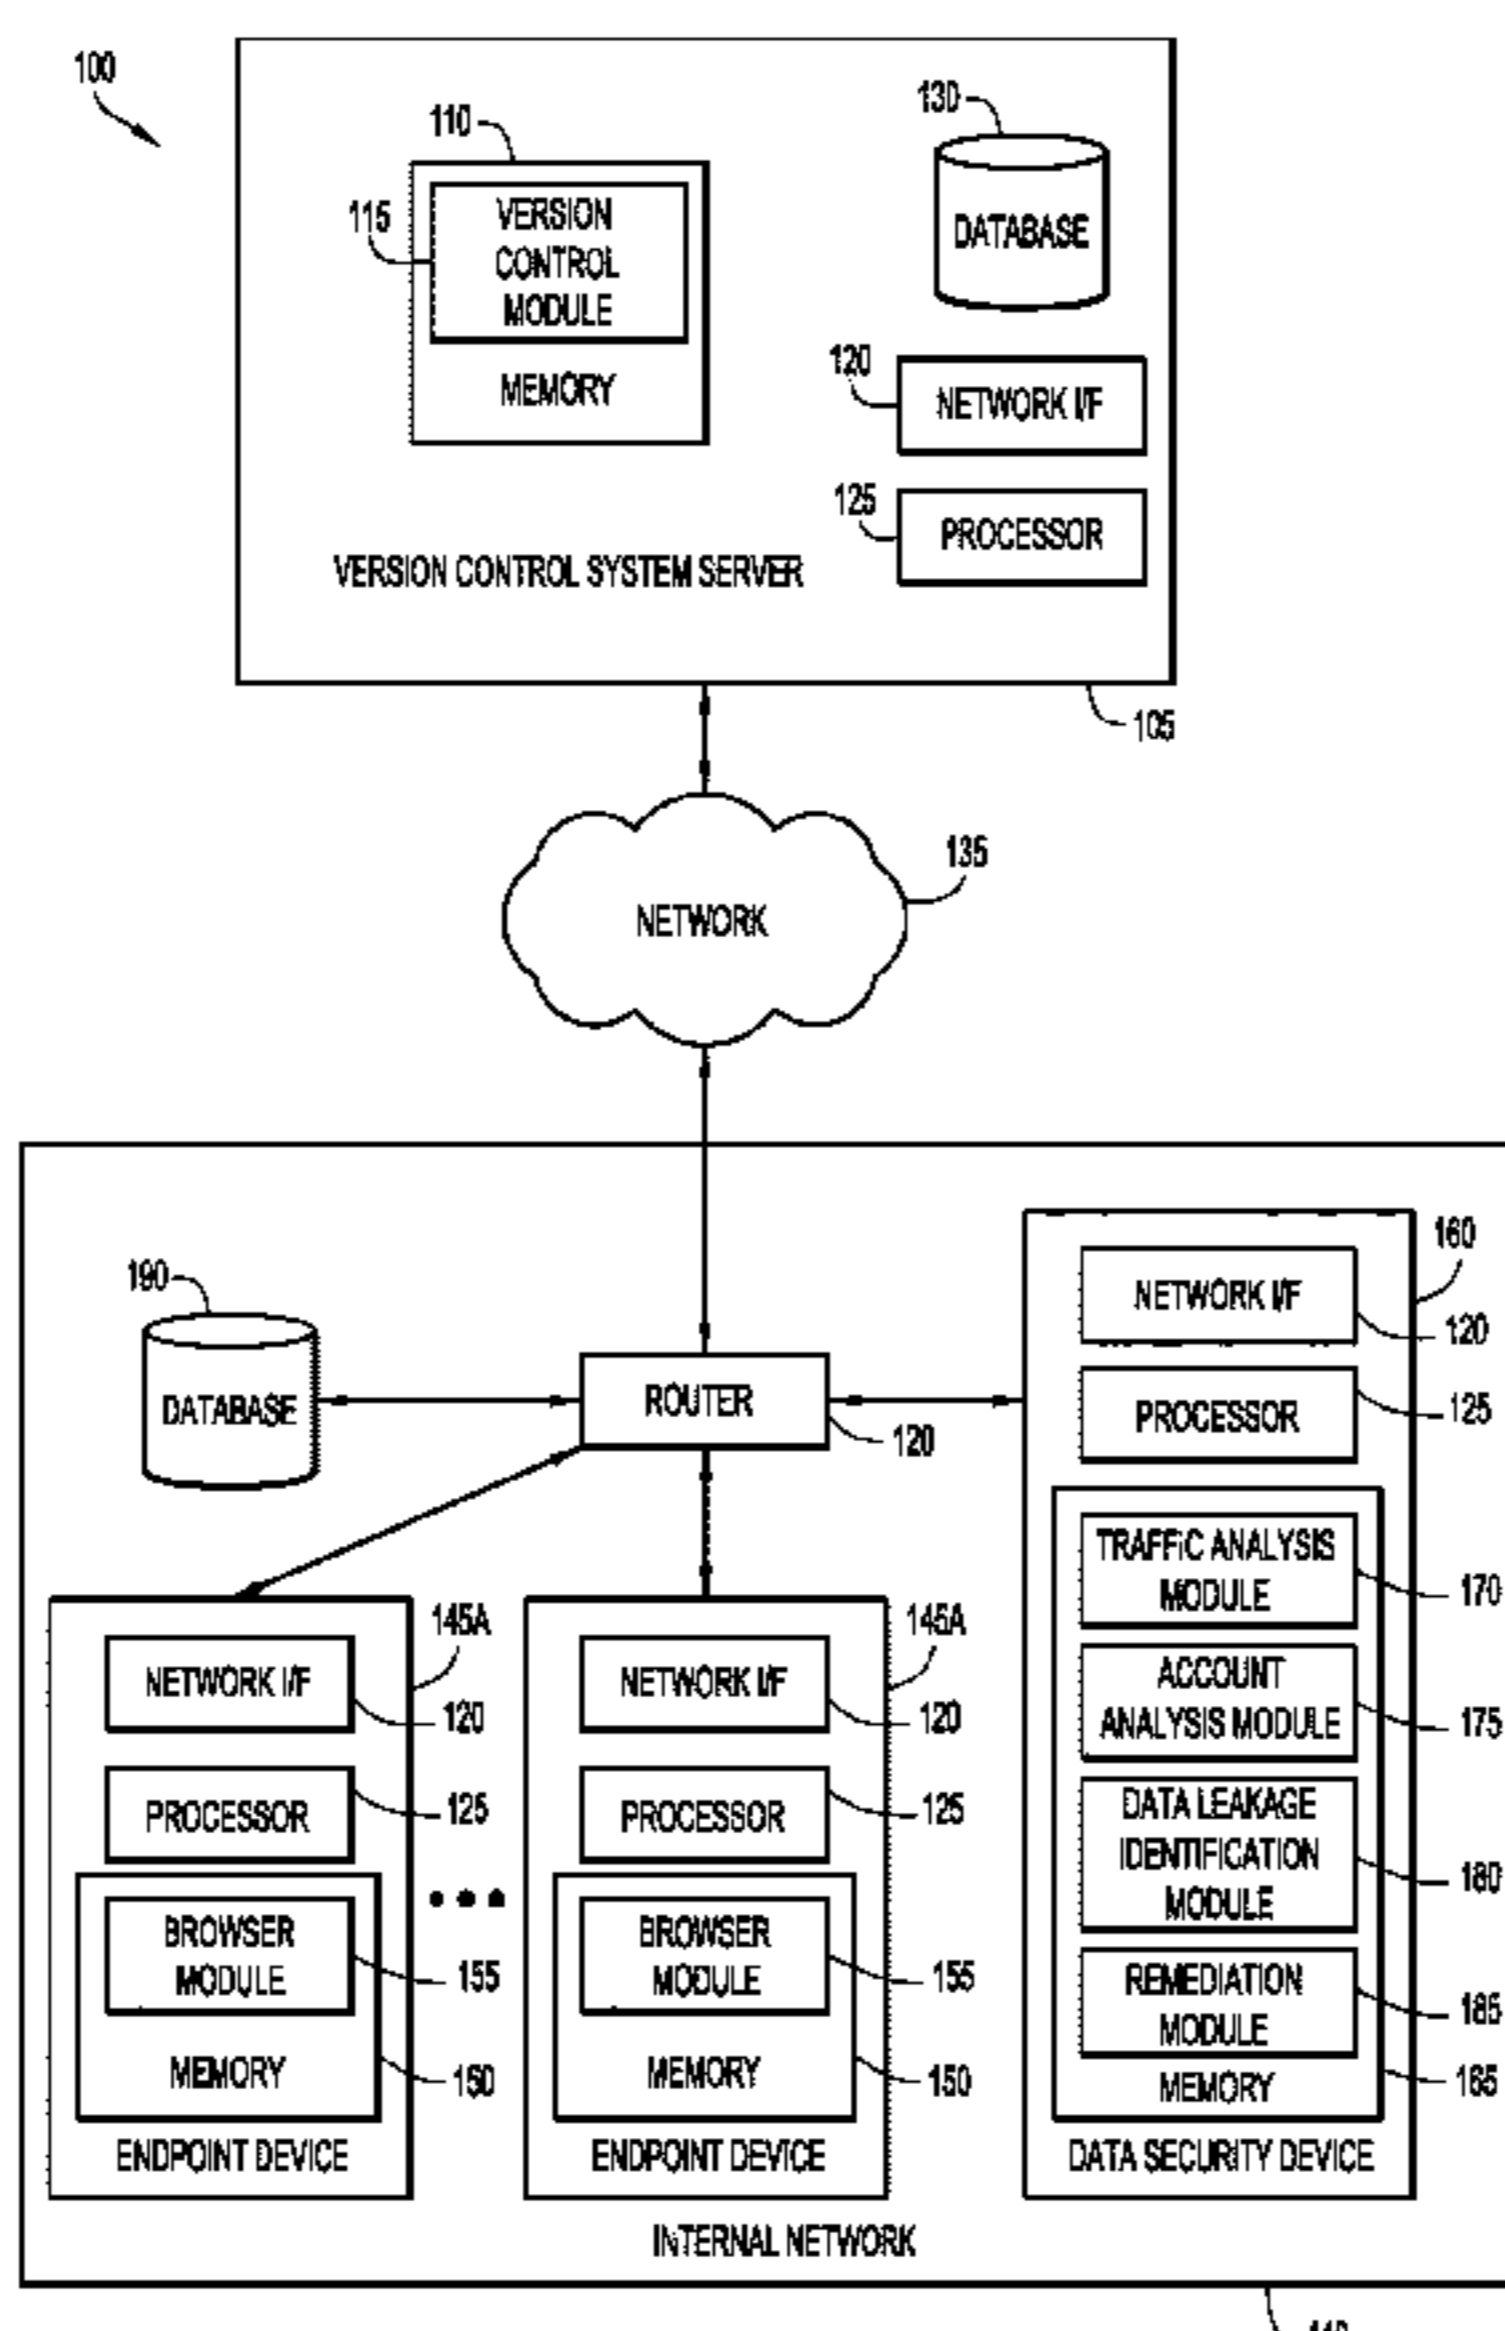 100
110
130
115
VERSION
CONTROL
MODULE
MEMORY
DATABASE
120
NETWORK I/F
125
PROCESSOR
VERSION CONTROL SYSTEM SERVER
105
135
NETWORK
190
DATABASE
ROUTER
120
160
NETWORK I/F
120
PROCESSOR
125
TRAFFIC ANALYSIS
MODULE
170
ACCOUNT
ANALYSIS MODULE
175
DATA LEAKAGE
IDENTIFICATION
MODULE
180
REMEDIATION
MODULE
185
MEMORY
165
DATA SECURITY DEVICE
145A
NETWORK I/F
120
PROCESSOR
125
BROWSER
MODULE
155
MEMORY
150
ENDPOINT DEVICE
145A
NETWORK I/F
120
PROCESSOR
125
BROWSER
MODULE
155
MEMORY
150
ENDPOINT DEVICE
INTERNAL NETWORK